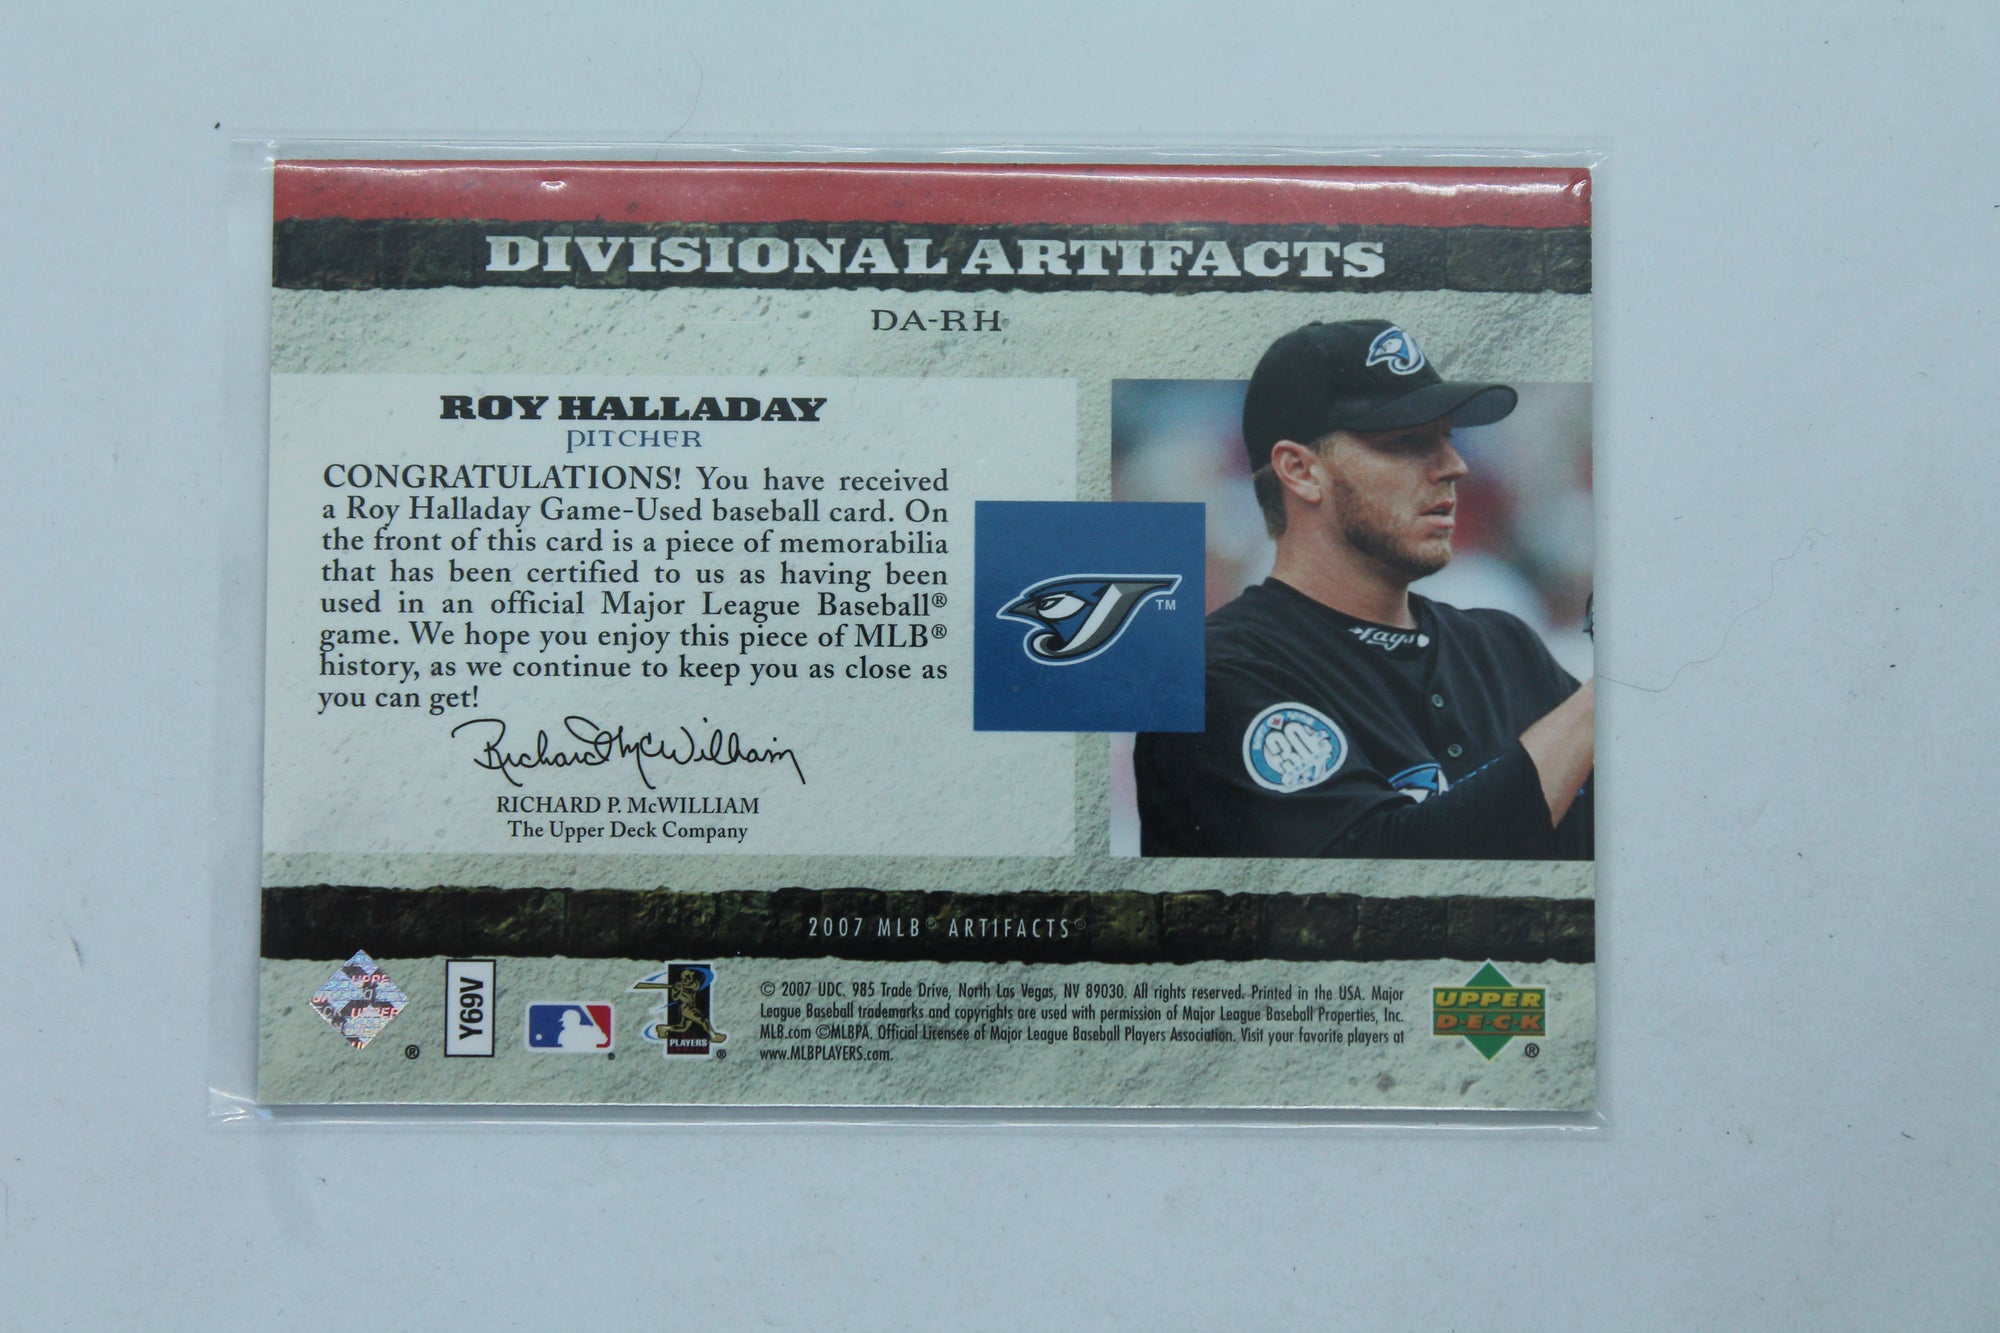 DIVISIONAL ARTIFACTS
DA-RH
ROY HALLADAY
PITCHER
CONGRATULATIONS! You have received
a Roy Halladay Game-Used baseball card. On
the front of this card is a piece of memorabilia
that has been certified to us as having been
used in an official Major League Baseball®
game. We hope you enjoy this piece of MLB®
history, as we continue to keep you as close as
you can get!
Richard P. McWilliam
RICHARD P. McWILLIAM
The Upper Deck Company
TM
Jays
30
2007 MLB® ARTIFACTS®
®
Y69V
®
PLAYERS
®
© 2007 UDC. 985 Trade Drive, North Las Vegas, NV 89030. All rights reserved. Printed in the USA. Major
League Baseball trademarks and copyrights are used with permission of Major League Baseball Properties, Inc.
MLB.com ©MLBPA. Official Licensee of Major League Baseball Players Association. Visit your favorite players at
www.MLBPLAYERS.com.
UPPER
D·E·C·K
®